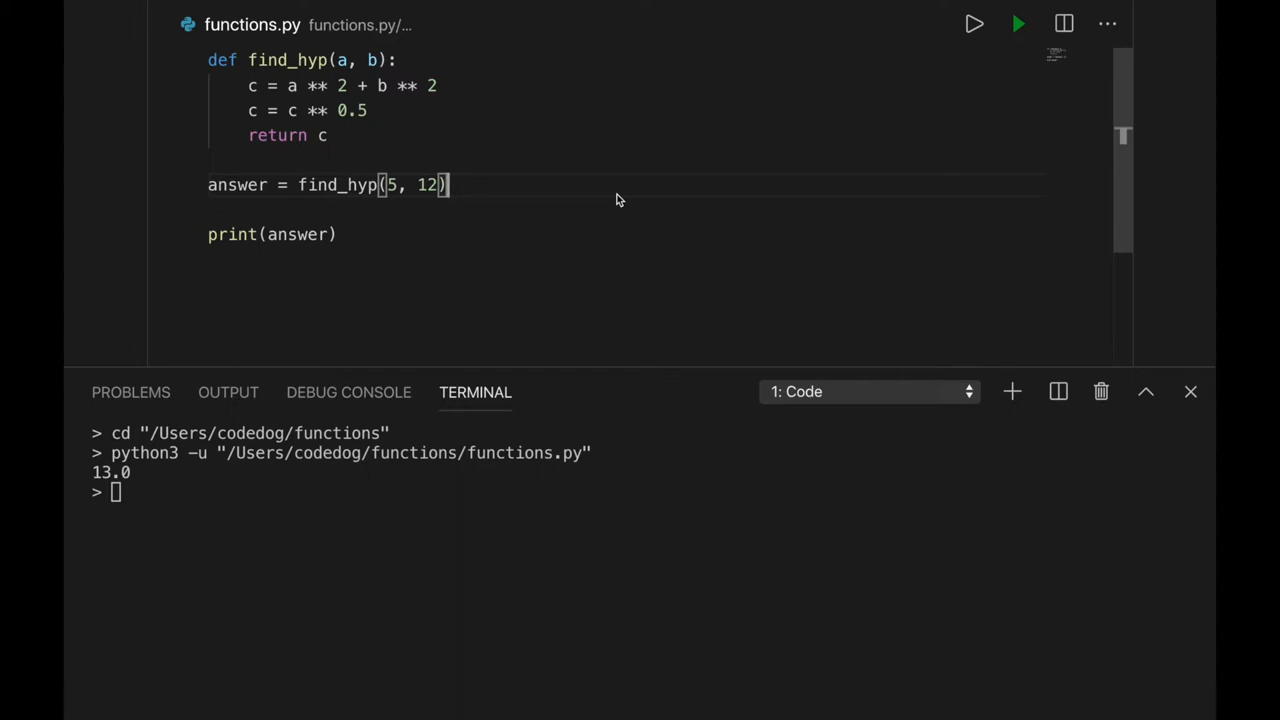 functions.py functions.py/...
def find_hyp(a, b):
    c = a ** 2 + b ** 2
    c = c ** 0.5
    return c
answer = find_hyp(5, 12)
print(answer)
PROBLEMS OUTPUT DEBUG CONSOLE TERMINAL 1: Code
> cd "/Users/codedog/functions"
> python3 -u "/Users/codedog/functions/functions.py"
13.0
>